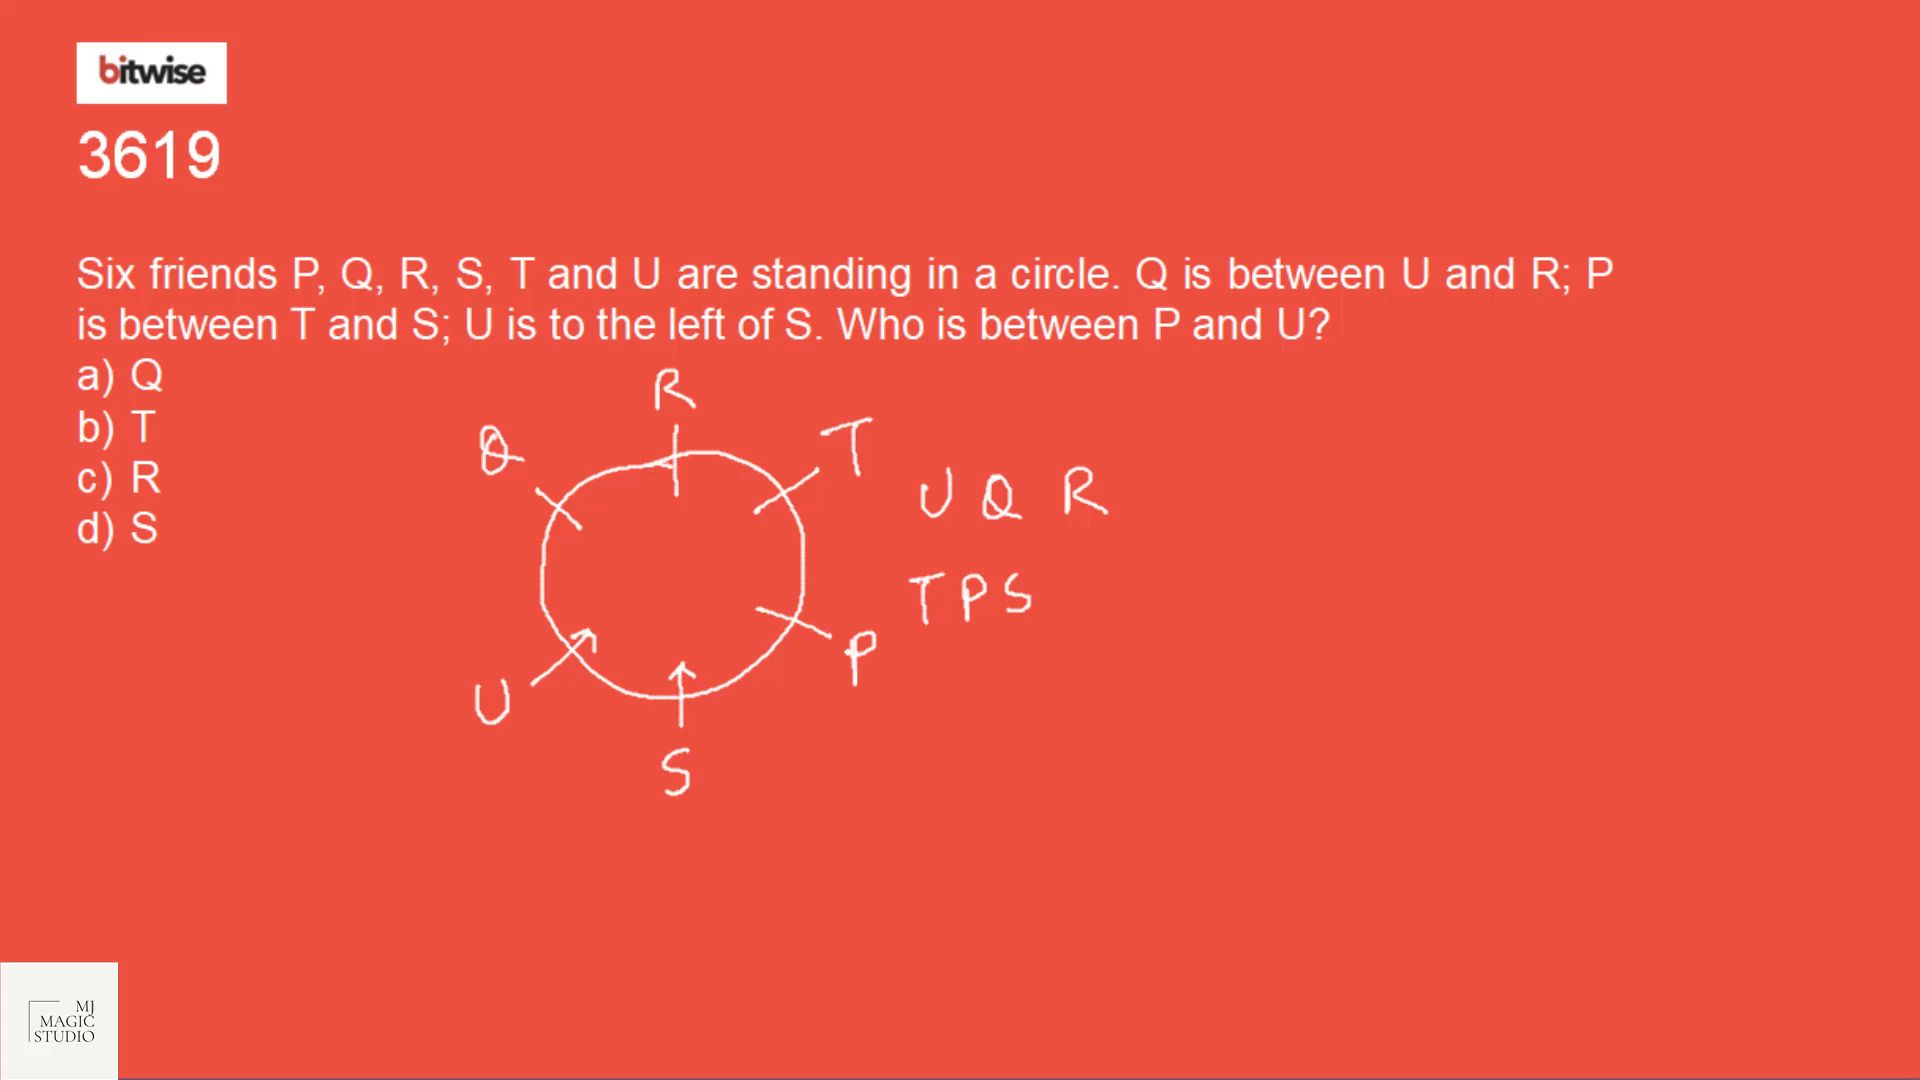 bitwise
3619
Six friends P, Q, R, S, T and U are standing in a circle. Q is between U and R; P
is between T and S; U is to the left of S. Who is between P and U?
a) Q
b) T
c) R
d) S
R
Q
T
U Q R
T P S
P
U
S
MJ
MAGIC
STUDIO